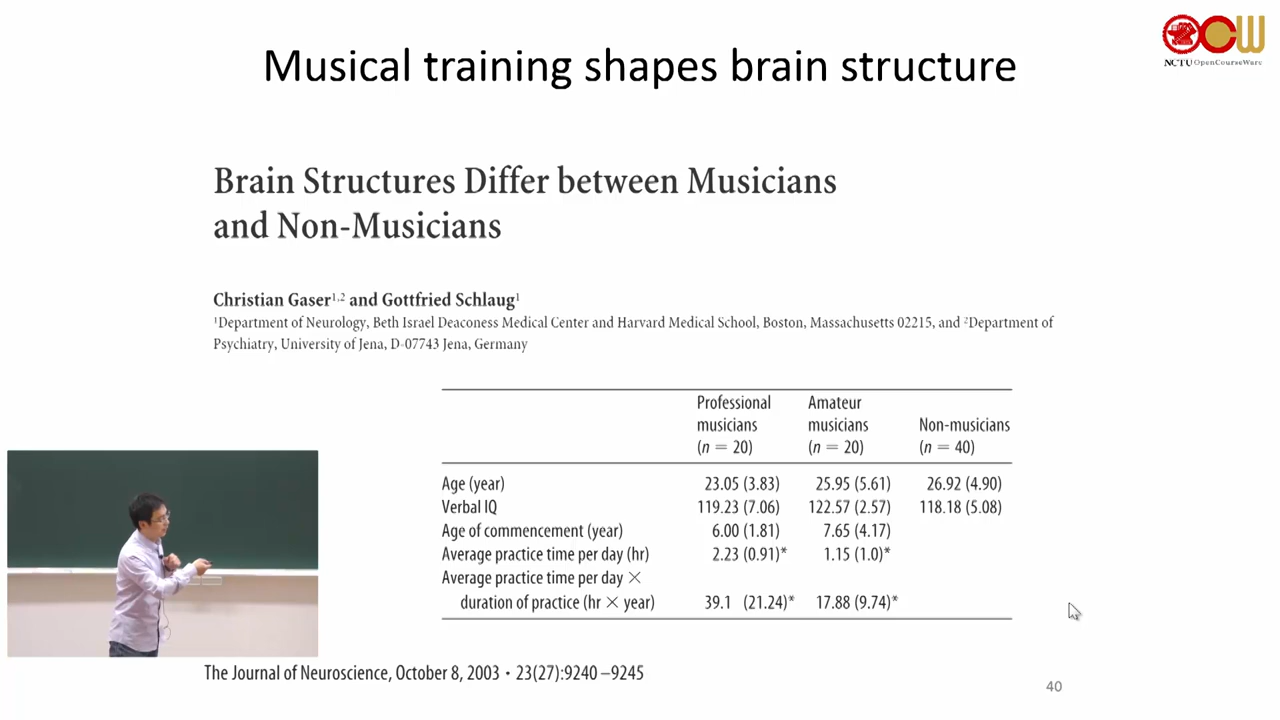 Musical training shapes brain structure
NCTU OpenCourseWare
Brain Structures Differ between Musicians
and Non-Musicians
Christian Gaser1,2 and Gottfried Schlaug1
1Department of Neurology, Beth Israel Deaconess Medical Center and Harvard Medical School, Boston, Massachusetts 02215, and 2Department of
Psychiatry, University of Jena, D-07743 Jena, Germany
Professional musicians (n = 20) Amateur musicians (n = 20) Non-musicians (n = 40)
Age (year) 23.05 (3.83) 25.95 (5.61) 26.92 (4.90)
Verbal IQ 119.23 (7.06) 122.57 (2.57) 118.18 (5.08)
Age of commencement (year) 6.00 (1.81) 7.65 (4.17)
Average practice time per day (hr) 2.23 (0.91)* 1.15 (1.0)*
Average practice time per day ×
duration of practice (hr × year) 39.1 (21.24)* 17.88 (9.74)*
The Journal of Neuroscience, October 8, 2003 • 23(27):9240–9245
40